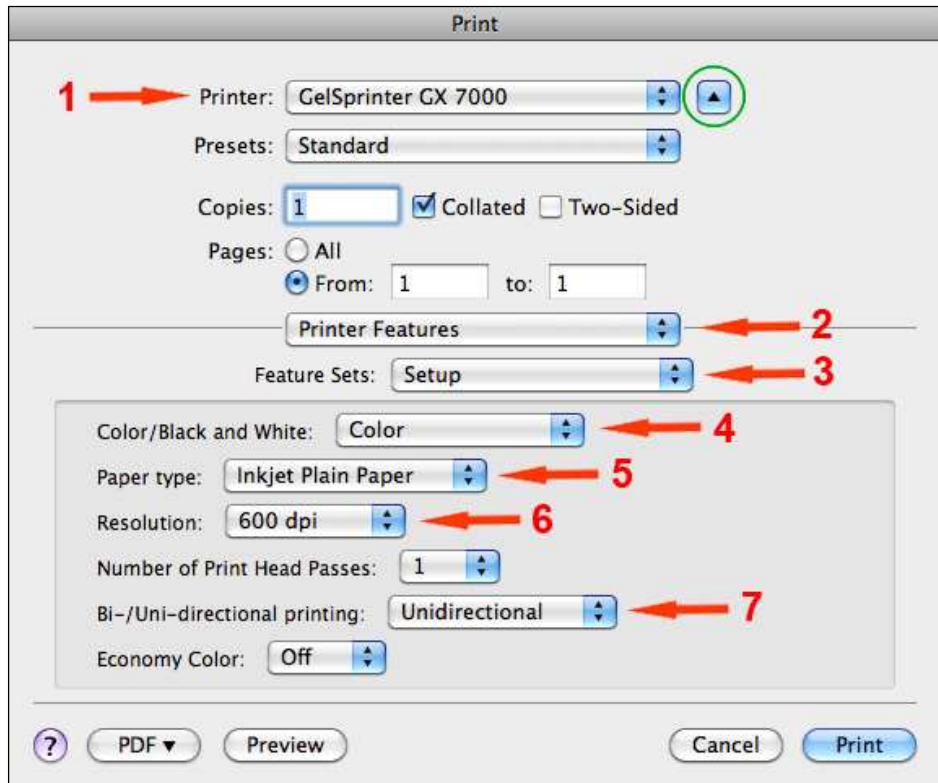 Print
1 Printer: GelSprinter GX 7000
Presets: Standard
Copies: 1 Collated Two-Sided
Pages: All
From: 1 to: 1
Printer Features 2
Feature Sets: Setup 3
Color/Black and White: Color 4
Paper type: Inkjet Plain Paper 5
Resolution: 600 dpi 6
Number of Print Head Passes: 1
Bi-/Uni-directional printing: Unidirectional 7
Economy Color: Off
? PDF▼ Preview Cancel Print